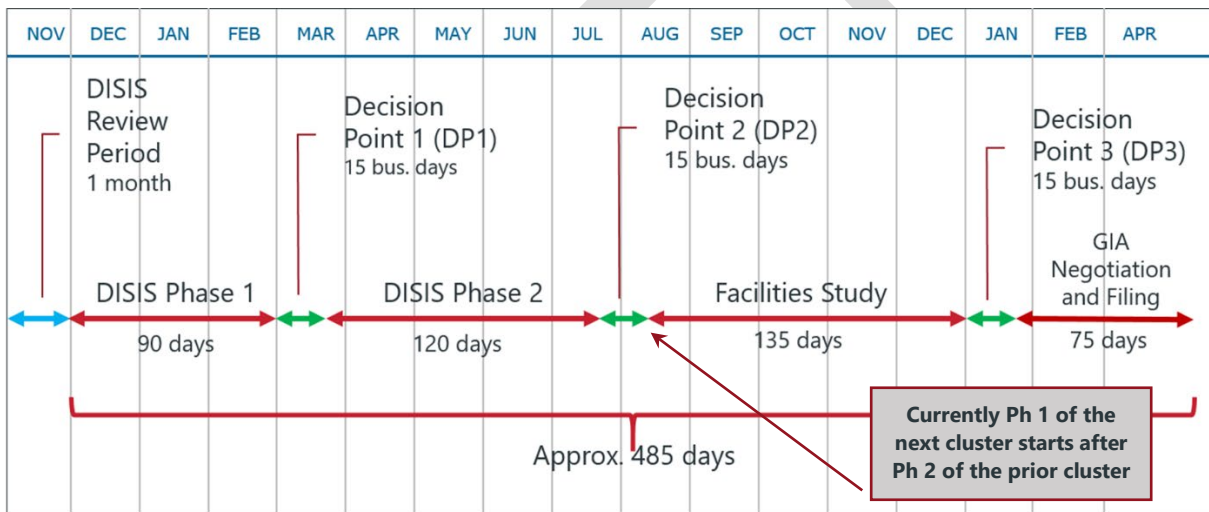 NOV DEC JAN FEB MAR APR MAY JUN JUL AUG SEP OCT NOV DEC JAN FEB APR
DISIS
Review
Period
1 month
Decision
Point 1 (DP1)
15 bus. days
Decision
Point 2 (DP2)
15 bus. days
Decision
Point 3 (DP3)
15 bus. days
DISIS Phase 1
90 days
DISIS Phase 2
120 days
Facilities Study
135 days
GIA
Negotiation
and Filing
75 days
Approx. 485 days
Currently Ph 1 of the
next cluster starts after
Ph 2 of the prior cluster